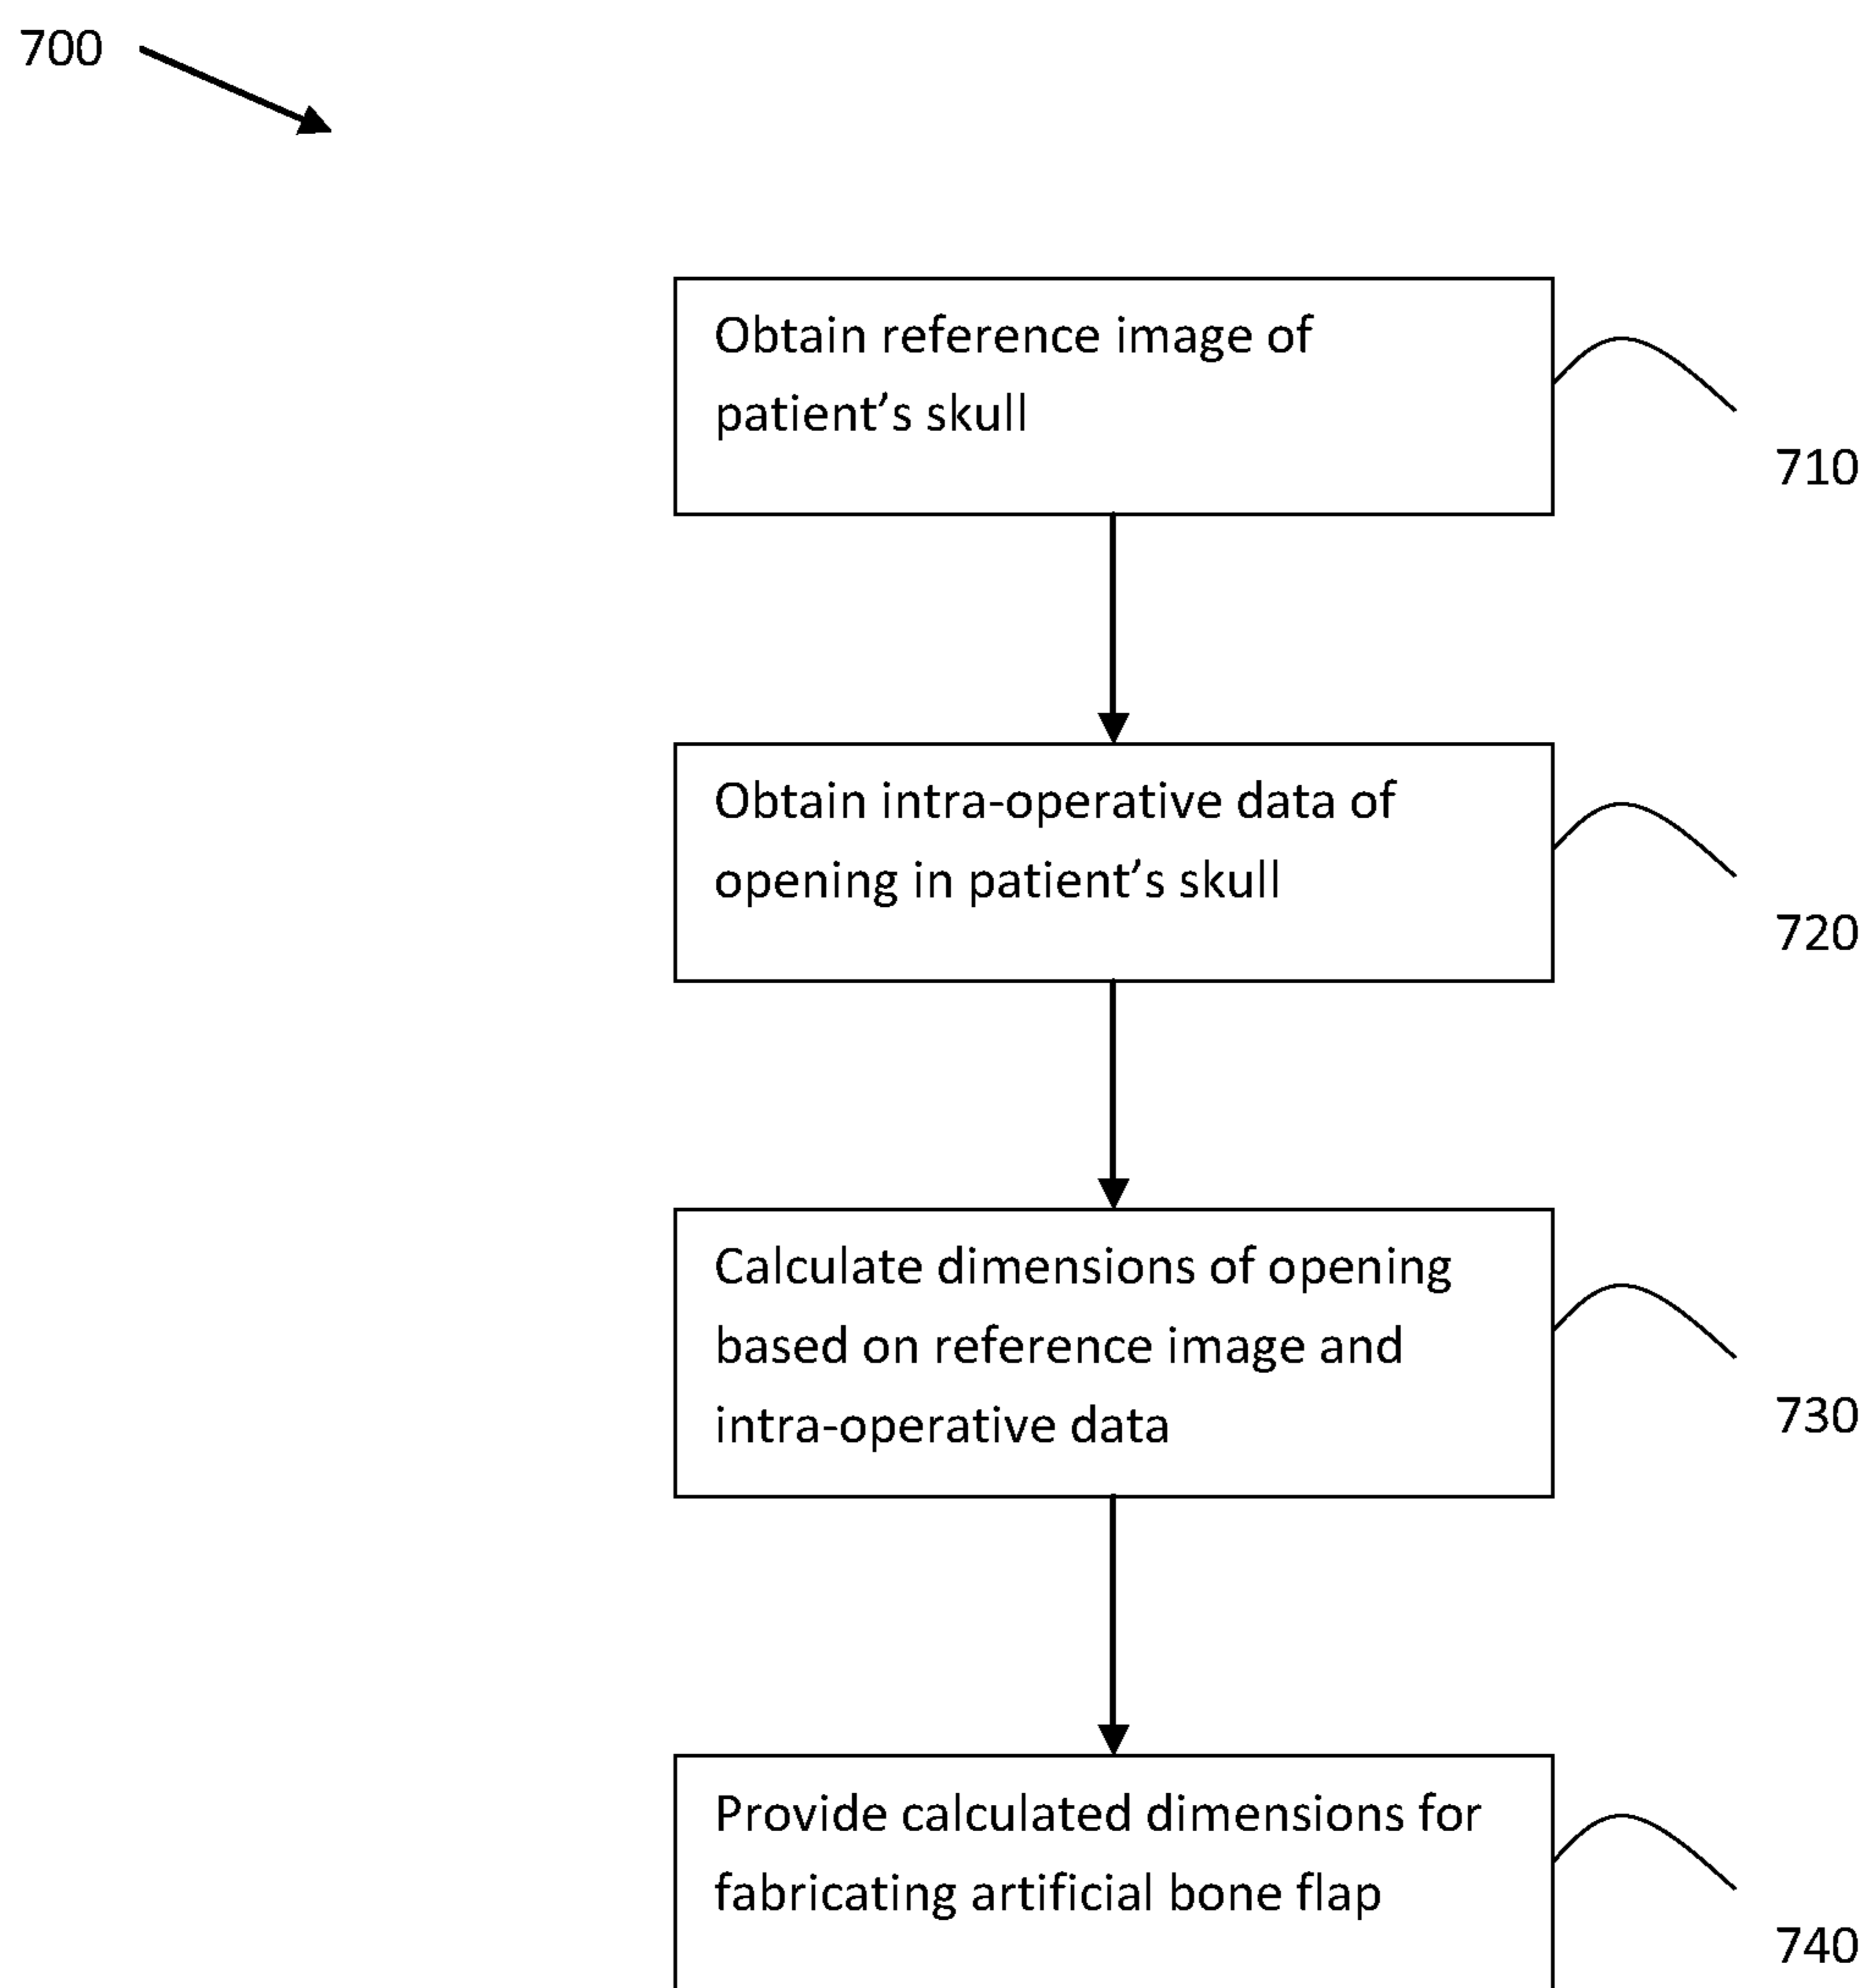 700
Obtain reference image of
patient’s skull
710
Obtain intra-operative data of
opening in patient’s skull
720
Calculate dimensions of opening
based on reference image and
intra-operative data
730
Provide calculated dimensions for
fabricating artificial bone flap
740